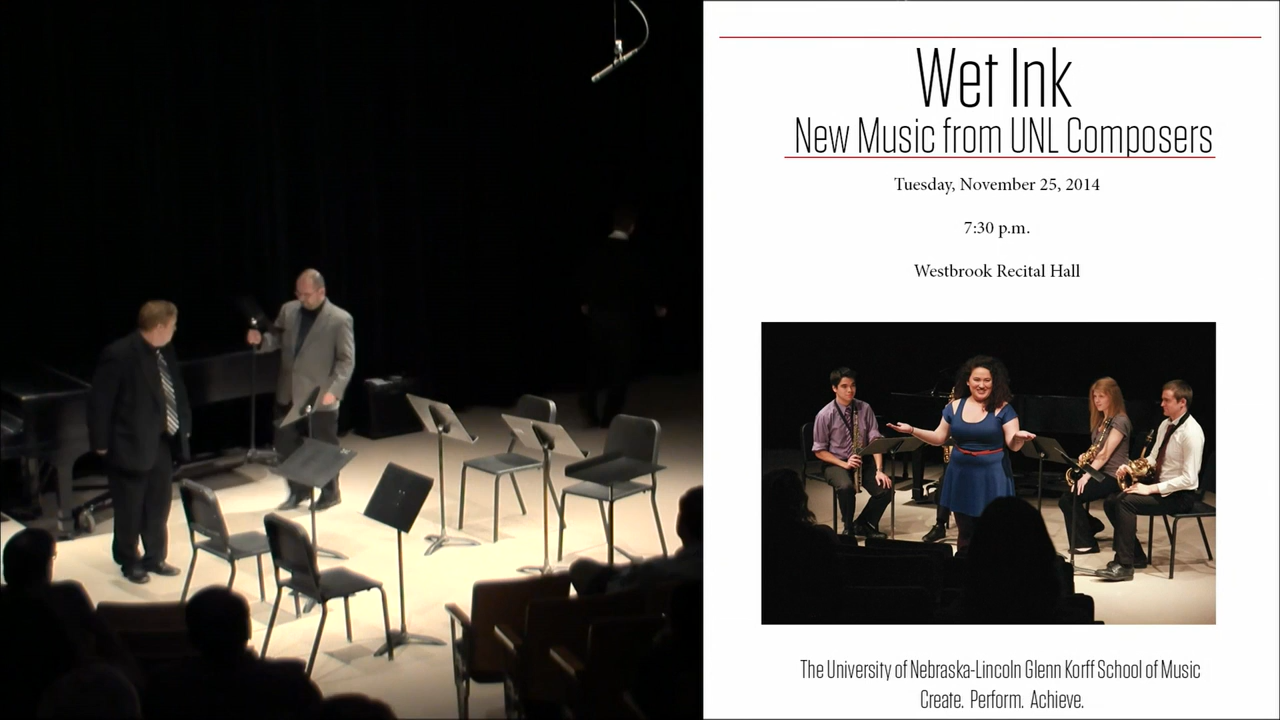 Wet Ink
New Music from UNL Composers
Tuesday, November 25, 2014
7:30 p.m.
Westbrook Recital Hall
The University of Nebraska-Lincoln Glenn Korff School of Music
Create. Perform. Achieve.